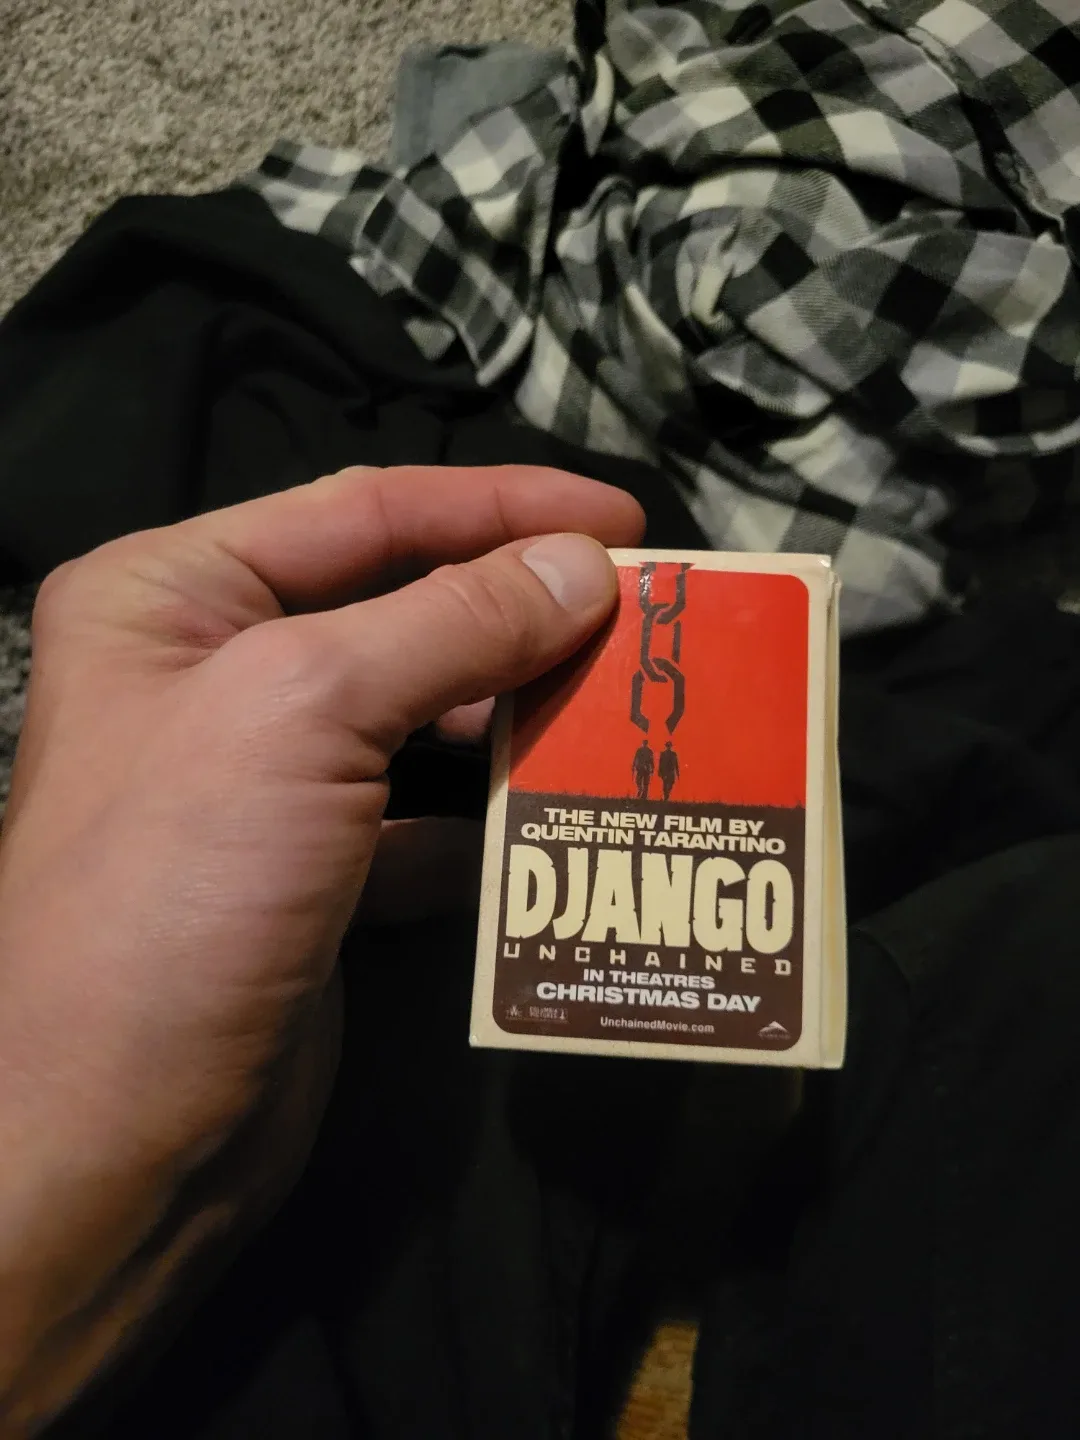 THE NEW FILM BY
QUENTIN TARANTINO
DJANGO
UNCHAINED
IN THEATRES
CHRISTMAS DAY
UnchainedMovie.com